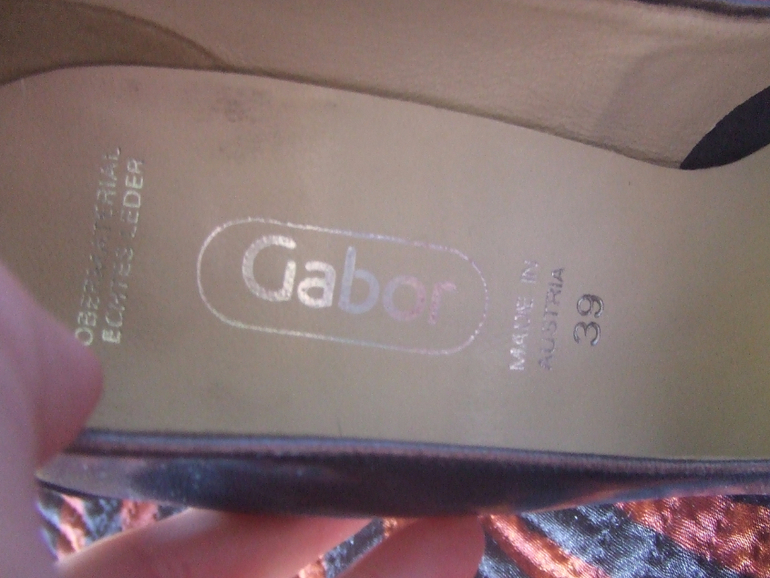 OBERMATERIAL
ECHTES LEDER
Gabor
MADE IN
AUSTRIA
39